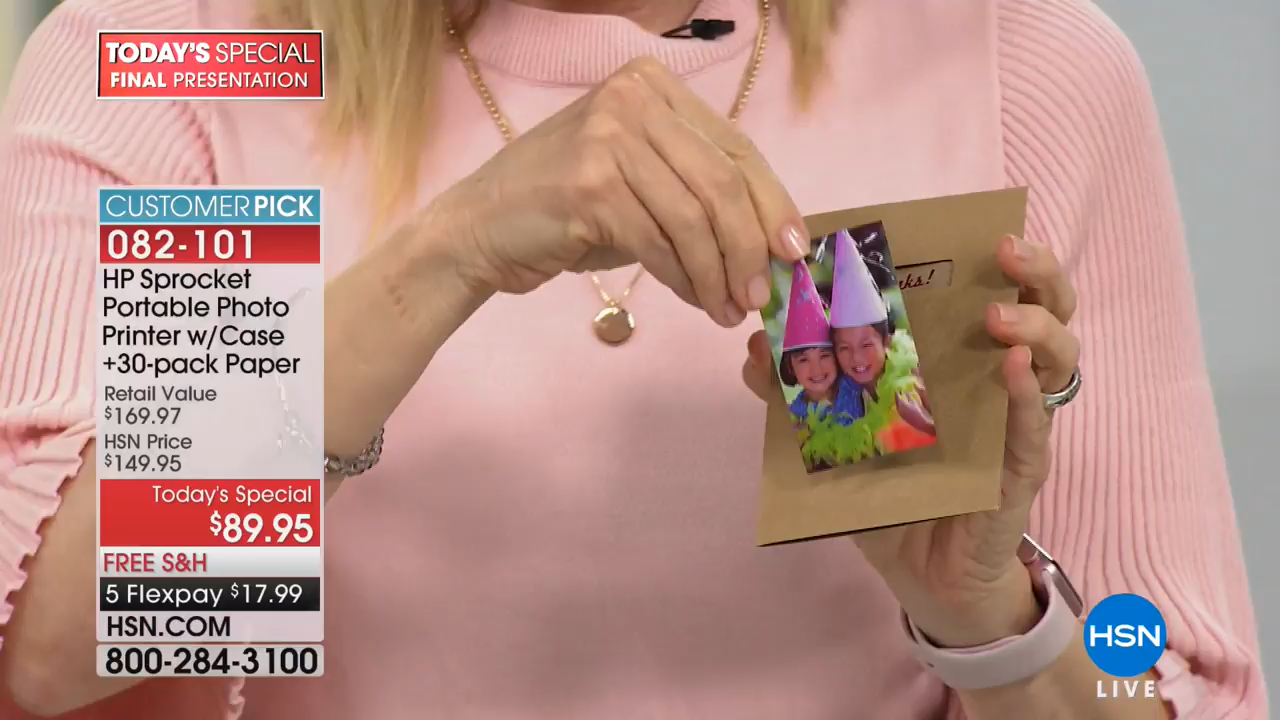 TODAY'S SPECIAL
FINAL PRESENTATION
CUSTOMER PICK
082-101
HP Sprocket
Portable Photo
Printer w/Case
+30-pack Paper
Retail Value
$169.97
HSN Price
$149.95
Today's Special
$89.95
FREE S&H
5 Flexpay $17.99
HSN.COM
800-284-3100
HSN
LIVE